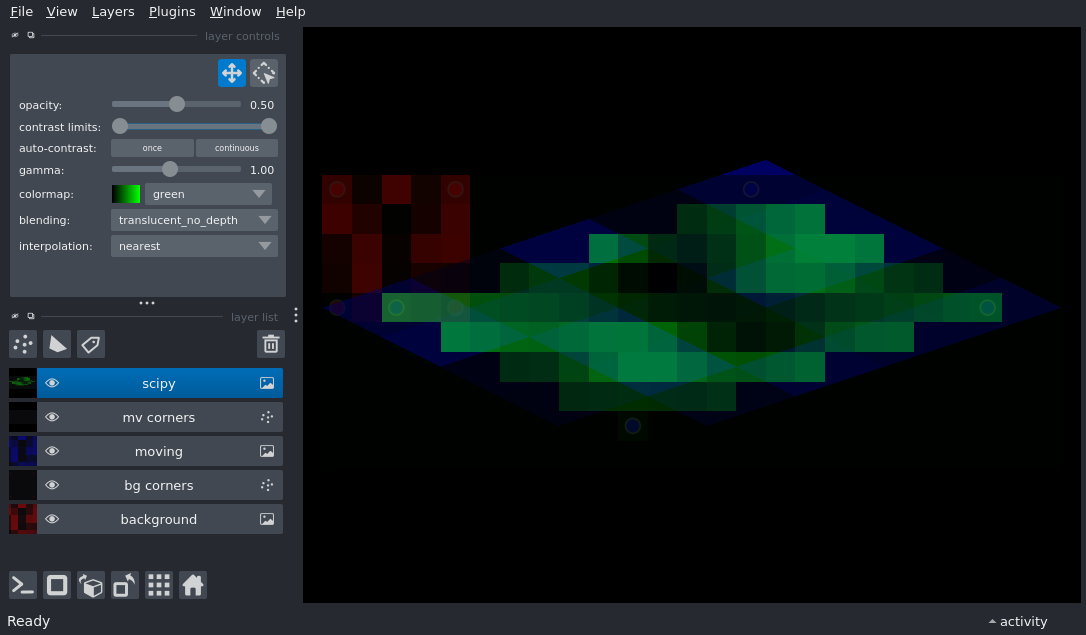 File View Layers Plugins Window Help
layer controls
opacity: 0.50
contrast limits:
auto-contrast: once continuous
gamma: 1.00
colormap: green
blending: translucent_no_depth
interpolation: nearest
layer list
scipy
mv corners
moving
bg corners
background
Ready activity